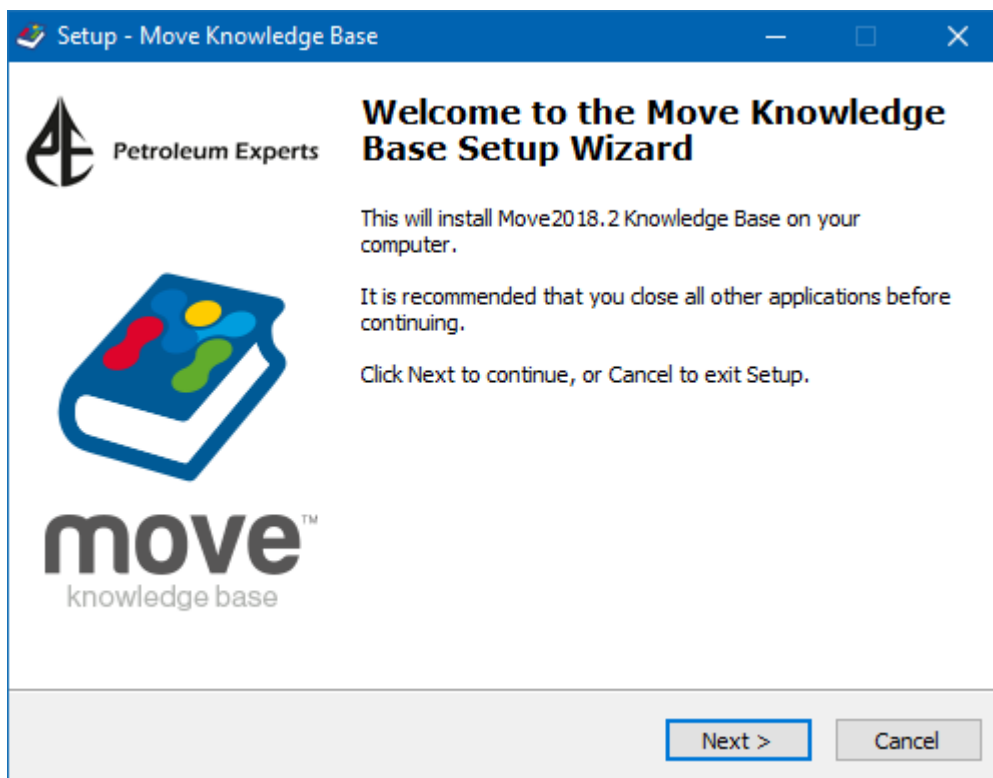 Setup - Move Knowledge Base
Petroleum Experts
Welcome to the Move Knowledge
Base Setup Wizard
This will install Move2018.2 Knowledge Base on your
computer.
It is recommended that you close all other applications before
continuing.
Click Next to continue, or Cancel to exit Setup.
move™
knowledge base
Next >
Cancel